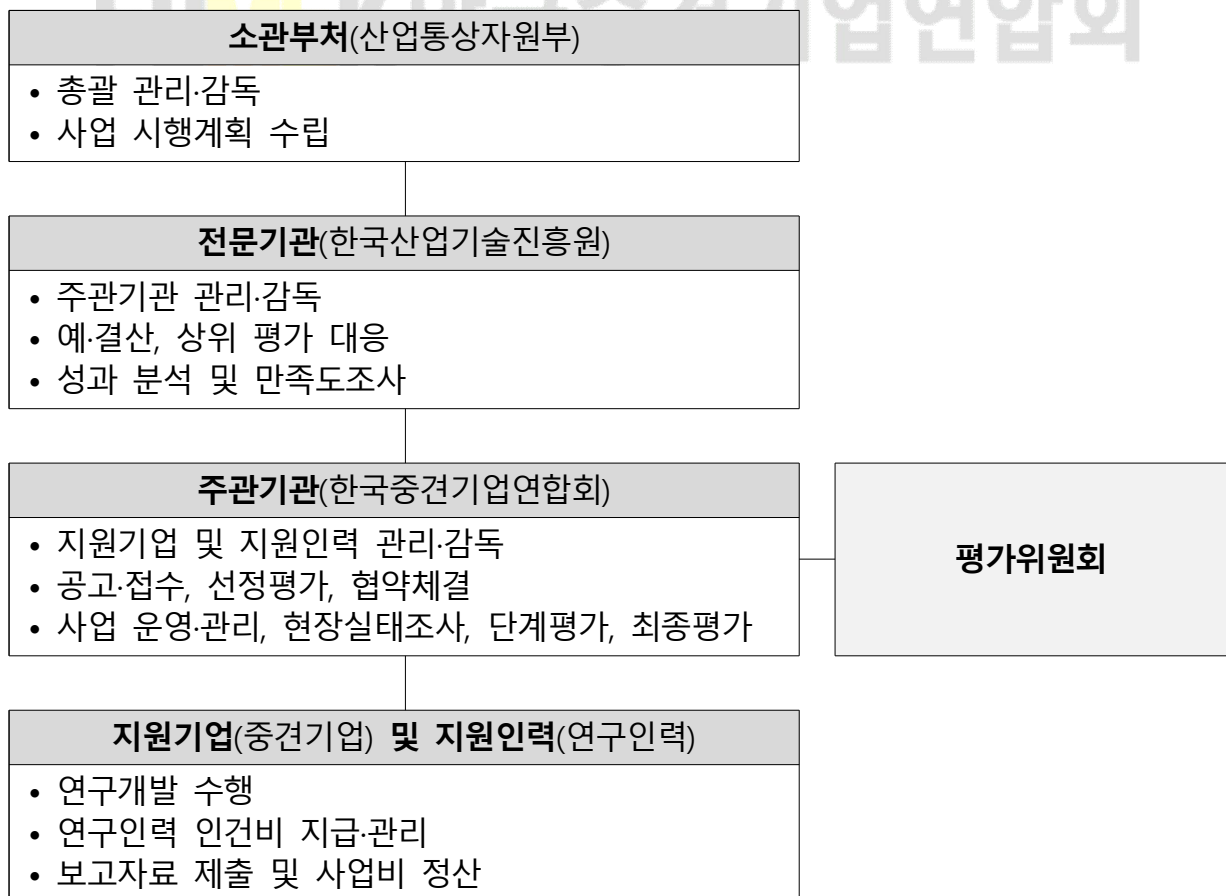 기업연합회
소관부처(산업통상자원부)
• 총괄 관리·감독
• 사업 시행계획 수립
전문기관(한국산업기술진흥원)
• 주관기관 관리·감독
• 예·결산, 상위 평가 대응
• 성과 분석 및 만족도조사
주관기관(한국중견기업연합회)
• 지원기업 및 지원인력 관리·감독
• 공고·접수, 선정평가, 협약체결
• 사업 운영·관리, 현장실태조사, 단계평가, 최종평가
평가위원회
지원기업(중견기업) 및 지원인력(연구인력)
• 연구개발 수행
• 연구인력 인건비 지급·관리
• 보고자료 제출 및 사업비 정산